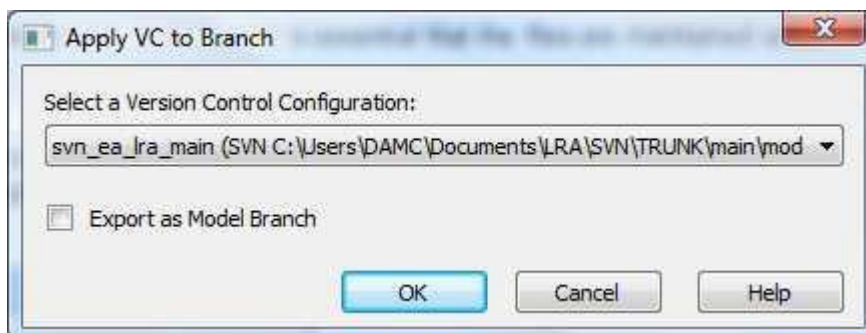 Apply VC to Branch
Select a Version Control Configuration:
svn_ea_lra_main (SVN C:\Users\DAMC\Documents\LRA\SVN\TRUNK\main\mod
Export as Model Branch
OK Cancel Help